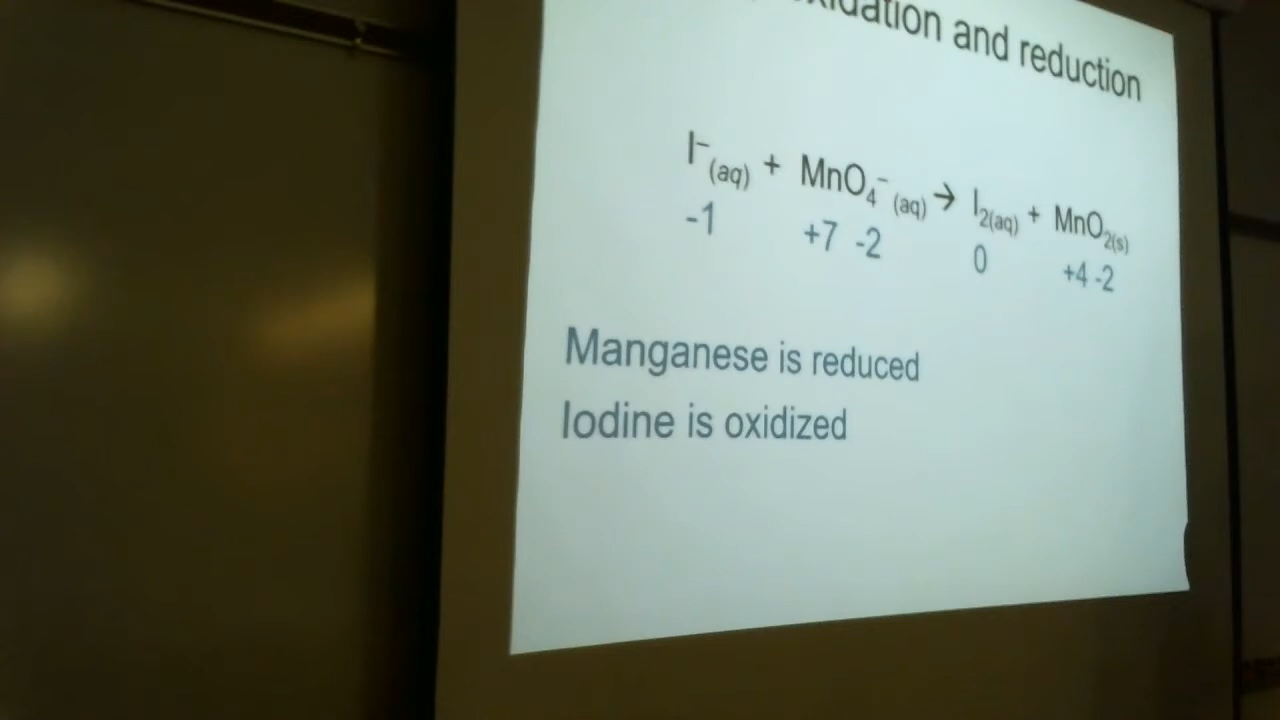 and reduction
I⁻(aq) + MnO₄⁻(aq) → I₂(aq) + MnO₂(s)
-1 +7 -2 0 +4 -2
Manganese is reduced
Iodine is oxidized